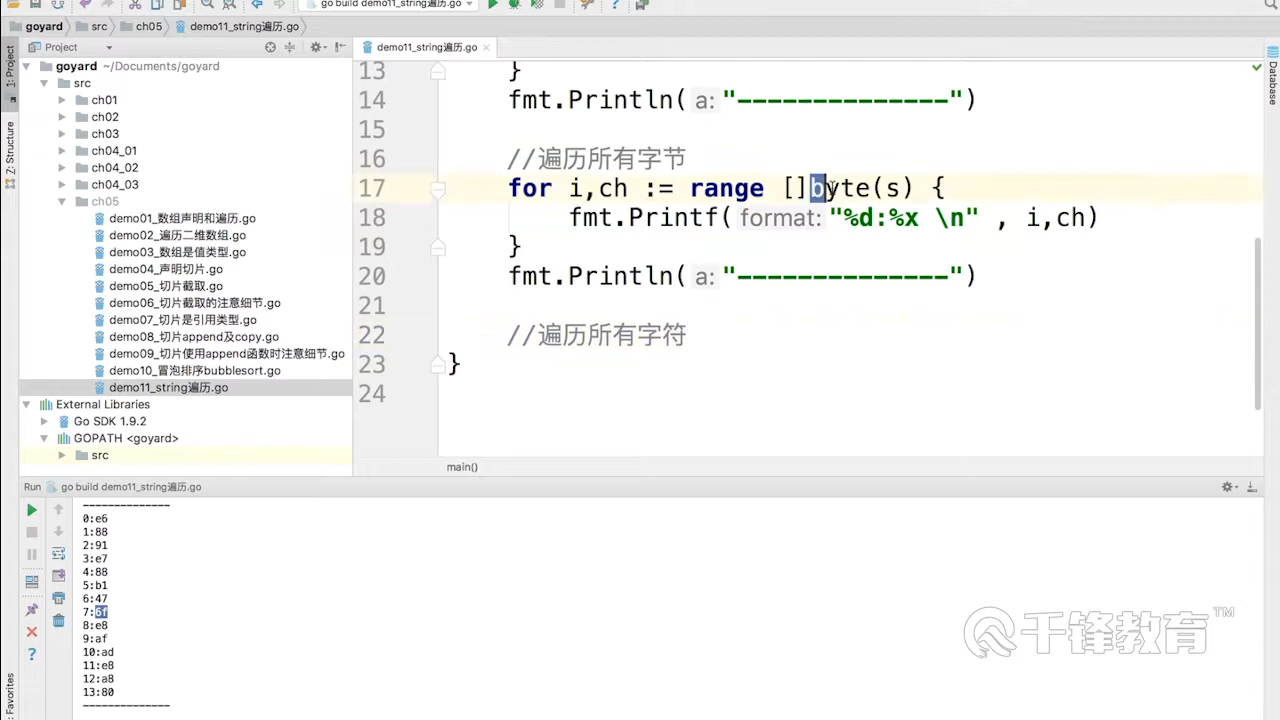 go build demo11_string遍历.go
goyard src ch05 demo11_string遍历.go
Project
demo11_string遍历.go
1: Project
Z: Structure
Favorites
Database
goyard ~/Documents/goyard
src
ch01
ch02
ch03
ch04_01
ch04_02
ch04_03
ch05
demo01_数组声明和遍历.go
demo02_遍历二维数组.go
demo03_数组是值类型.go
demo04_声明切片.go
demo05_切片截取.go
demo06_切片截取的注意细节.go
demo07_切片是引用类型.go
demo08_切片append及copy.go
demo09_切片使用append函数时注意细节.go
demo10_冒泡排序bubblesort.go
demo11_string遍历.go
External Libraries
Go SDK 1.9.2
GOPATH <goyard>
src
13 }
14 fmt.Println( a: "--------------")
15
16 //遍历所有字节
17 for i,ch := range []byte(s) {
18 fmt.Printf( format: "%d:%x \n" , i,ch)
19 }
20 fmt.Println( a: "--------------")
21
22 //遍历所有字符
23 }
24
main()
Run go build demo11_string遍历.go
--------------
0:e6
1:88
2:91
3:e7
4:88
5:b1
6:47
7:6f
8:e8
9:af
10:ad
11:e8
12:a8
13:80
--------------
千锋教育™